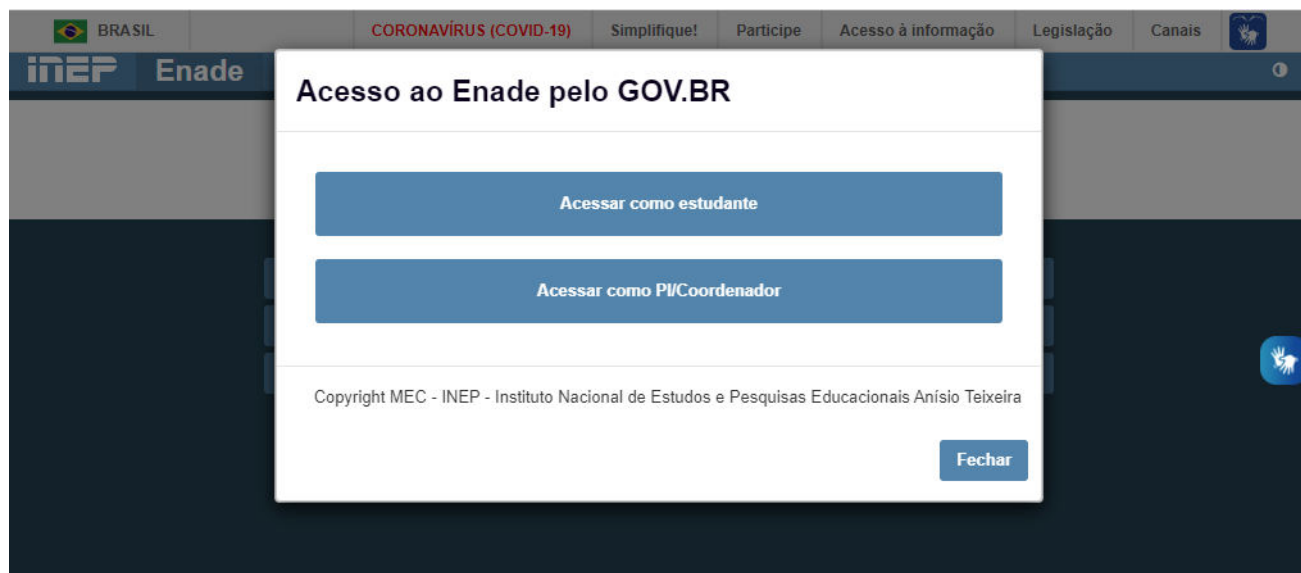 BRASIL CORONAVÍRUS (COVID-19) Simplifique! Participe Acesso à informação Legislação Canais
inep Enade
Acesso ao Enade pelo GOV.BR
Acessar como estudante
Acessar como PI/Coordenador
Copyright MEC - INEP - Instituto Nacional de Estudos e Pesquisas Educacionais Anísio Teixeira
Fechar